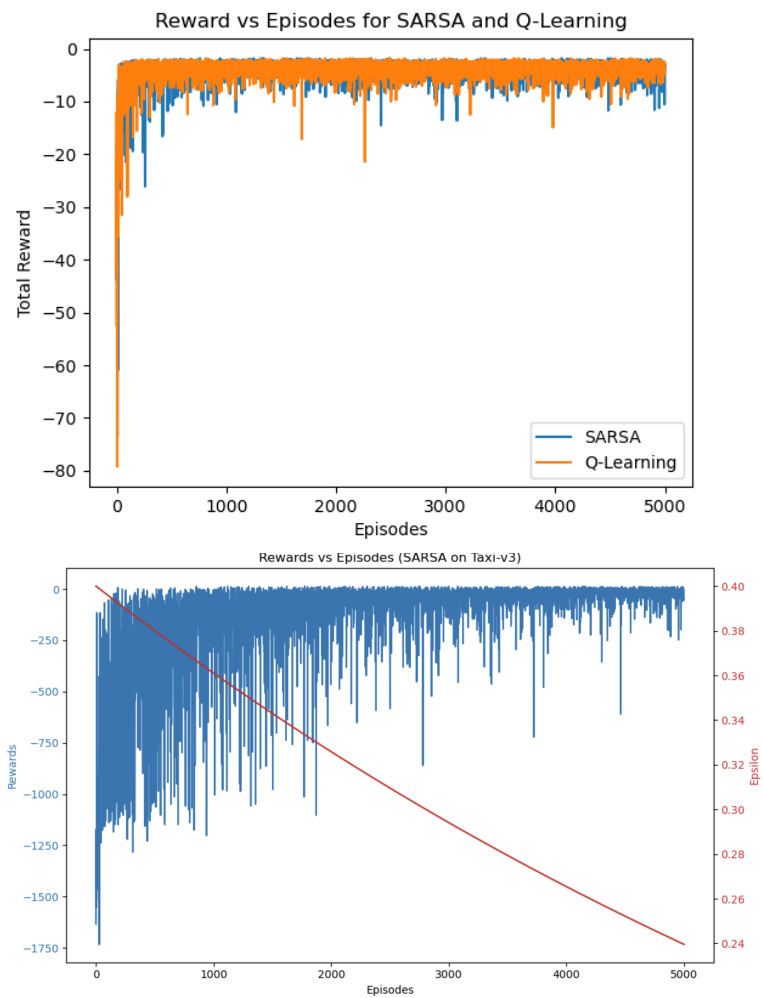 Reward vs Episodes for SARSA and Q-Learning
0
−10
−20
−30
−40
−50
−60
−70
−80
Total Reward
SARSA
Q-Learning
0 1000 2000 3000 4000 5000
Episodes
Rewards vs Episodes (SARSA on Taxi-v3)
0
−250
−500
−750
−1000
−1250
−1500
−1750
Rewards
0.40
0.38
0.36
0.34
0.32
0.30
0.28
0.26
0.24
Epsilon
0 1000 2000 3000 4000 5000
Episodes